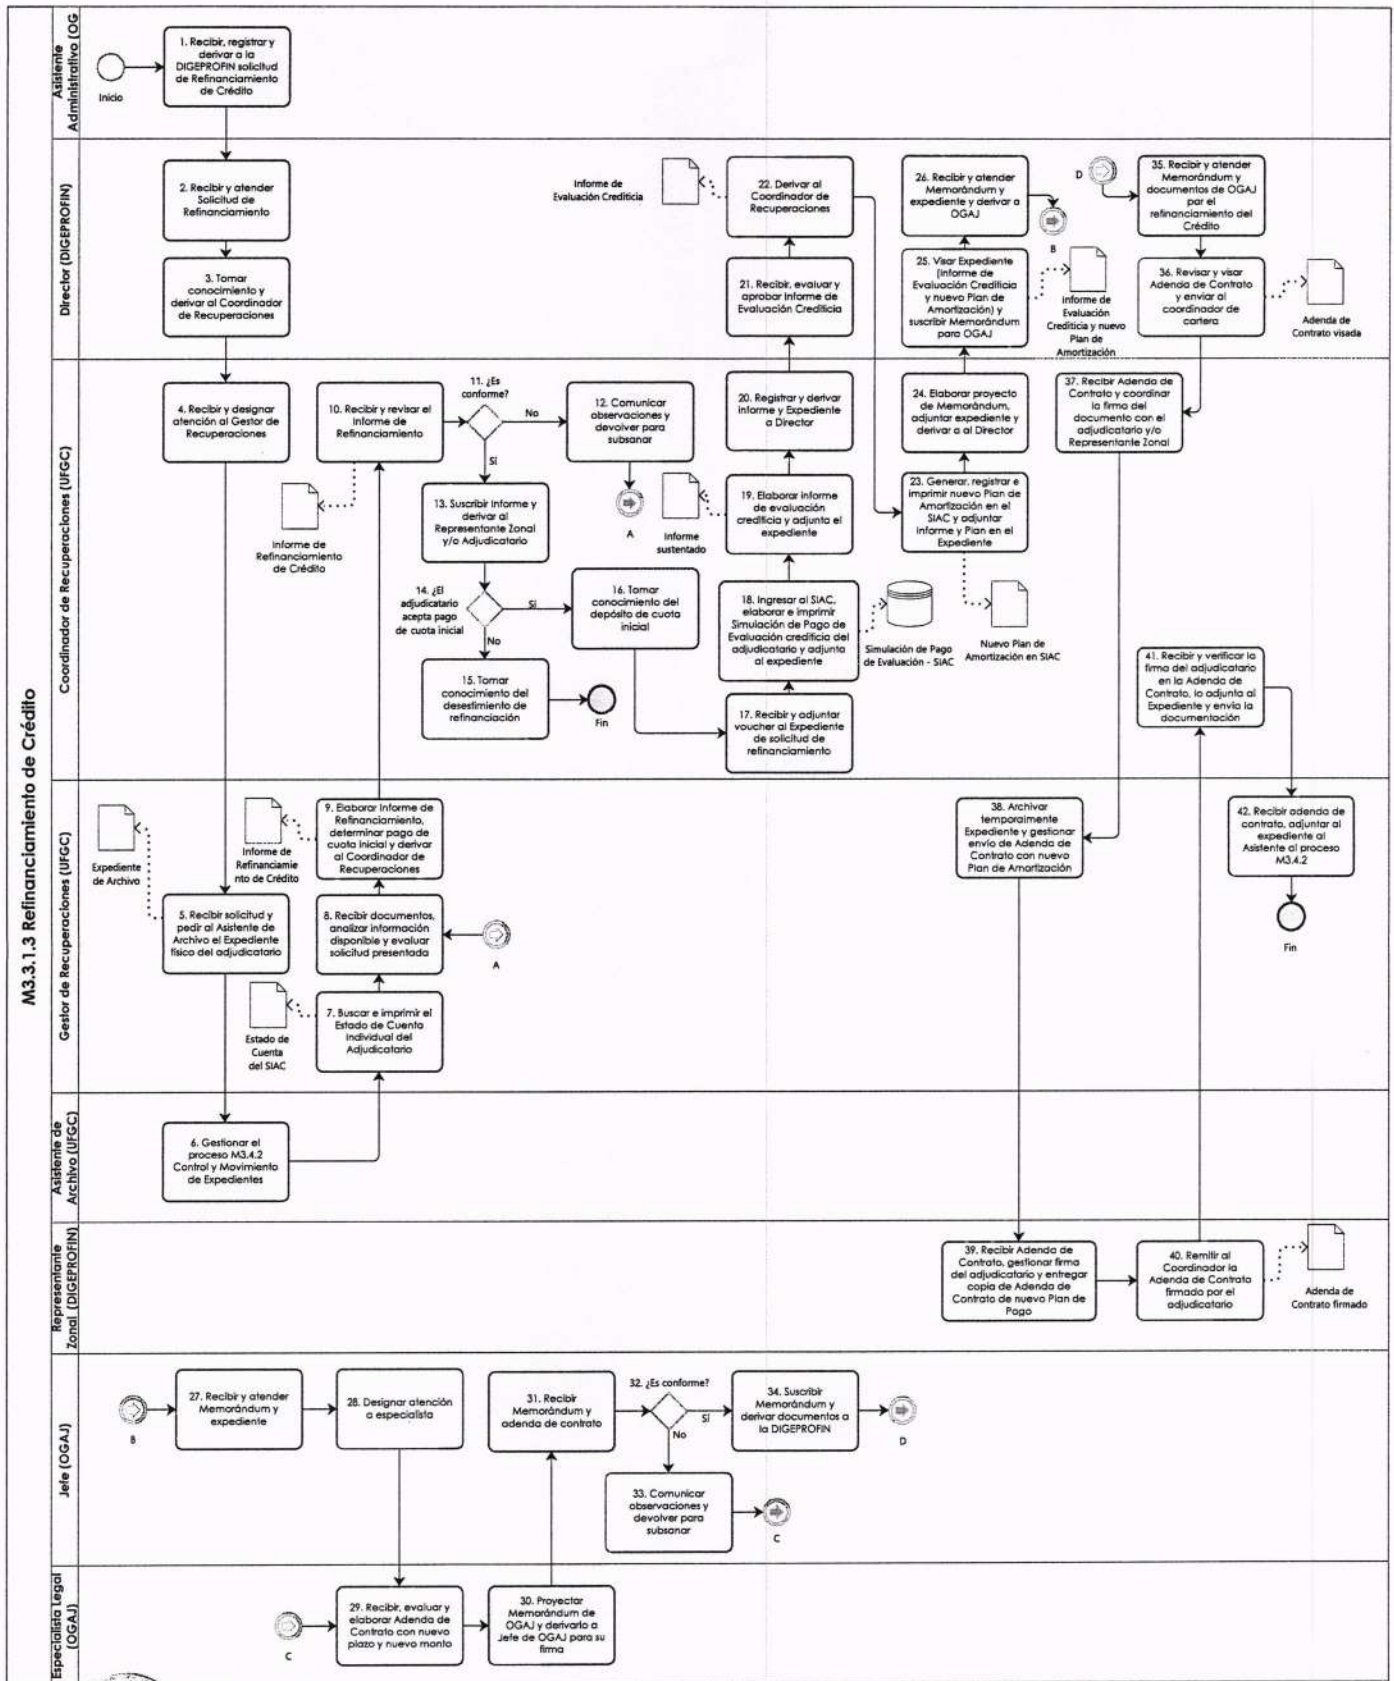 M3.3.1.3 Refinanciamiento de Crédito
Asistente
Administrativo (OG
Inicio
1. Recibir, registrar y
derivar a la
DIGEPROFIN solicitud
de Refinanciamiento
de Crédito
Director (DIGEPROFIN)
2. Recibir y atender
Solicitud de
Refinanciamiento
3. Tomar
conocimiento y
derivar al Coordinador
de Recuperaciones
Informe de
Evaluación Crediticia
22. Derivar al
Coordinador de
Recuperaciones
21. Recibir, evaluar y
aprobar Informe de
Evaluación Crediticia
26. Recibir y atender
Memorándum y
expediente y derivar a
OGAJ
B
25. Visar Expediente
(Informe de
Evaluación Crediticia
y nuevo Plan de
Amortización) y
suscribir Memorándum
para OGAJ
Informe de
Evaluación
Crediticia y nuevo
Plan de
Amortización
D
35. Recibir y atender
Memorándum y
documentos de OGAJ
par el
refinanciamiento del
Crédito
36. Revisar y visar
Adenda de Contrato
y enviar al
coordinador de
cartera
Adenda de
Contrato visada
Coordinador de Recuperaciones (UFGC)
4. Recibir y designar
atención al Gestor de
Recuperaciones
10. Recibir y revisar el
Informe de
Refinanciamiento
Informe de
Refinanciamiento
de Crédito
11. ¿Es
conforme?
No
Sí
12. Comunicar
observaciones y
devolver para
subsanar
A
13. Suscribir Informe y
derivar al
Representante Zonal
y/o Adjudicatario
14. ¿El
adjudicatario
acepta pago
de cuota inicial
Sí
No
16. Tomar
conocimiento del
depósito de cuota
inicial
15. Tomar
conocimiento del
desestimiento de
refinanciación
Fin
20. Registrar y derivar
informe y Expediente
a Director
19. Elaborar informe
de evaluación
crediticia y adjunta el
expediente
Informe
sustentado
18. Ingresar al SIAC,
elaborar e imprimir
Simulación de Pago de
Evaluación crediticia del
adjudicatario y adjunta
al expediente
Simulación de Pago
de Evaluación - SIAC
17. Recibir y adjuntar
voucher al Expediente
de solicitud de
refinanciamiento
24. Elaborar proyecto
de Memorándum,
adjuntar expediente y
derivar a al Director
23. Generar, registrar e
imprimir nuevo Plan de
Amortización en el
SIAC y adjuntar
Informe y Plan en el
Expediente
Nuevo Plan de
Amortización en SIAC
37. Recibir Adenda de
Contrato y coordinar
la firma del
documento con el
adjudicatario y/o
Representante Zonal
41. Recibir y verificar la
firma del adjudicatario
en la Adenda de
Contrato, lo adjunta al
Expediente y envía la
documentación
Gestor de Recuperaciones (UFGC)
Expediente
de Archivo
5. Recibir solicitud y
pedir al Asistente de
Archivo el Expediente
físico del adjudicatario
Informe de
Refinanciamie
nto de Crédito
9. Elaborar Informe de
Refinanciamiento,
determinar pago de
cuota inicial y derivar
al Coordinador de
Recuperaciones
8. Recibir documentos,
analizar información
disponible y evaluar
solicitud presentada
A
Estado de
Cuenta
del SIAC
7. Buscar e imprimir el
Estado de Cuenta
Individual del
Adjudicatario
38. Archivar
temporalmente
Expediente y gestionar
envío de Adenda de
Contrato con nuevo
Plan de Amortización
42. Recibir adenda de
contrato, adjuntar al
expediente al
Asistente al proceso
M3.4.2
Fin
Asistente de
Archivo (UFGC)
6. Gestionar el
proceso M3.4.2
Control y Movimiento
de Expedientes
Representante
Zonal (DIGEPROFIN)
39. Recibir Adenda de
Contrato, gestionar firma
del adjudicatario y entregar
copia de Adenda de
Contrato de nuevo Plan de
Pago
40. Remitir al
Coordinador la
Adenda de Contrato
firmado por el
adjudicatario
Adenda de
Contrato firmado
Jefe (OGAJ)
B
27. Recibir y atender
Memorándum y
expediente
28. Designar atención
a especialista
31. Recibir
Memorándum y
adenda de contrato
32. ¿Es conforme?
Sí
No
34. Suscribir
Memorándum y
derivar documentos a
la DIGEPROFIN
D
33. Comunicar
observaciones y
devolver para
subsanar
C
Especialista Legal
(OGAJ)
C
29. Recibir, evaluar y
elaborar Adenda de
Contrato con nuevo
plazo y nuevo monto
30. Proyectar
Memorándum de
OGAJ y derivarlo a
Jefe de OGAJ para su
firma